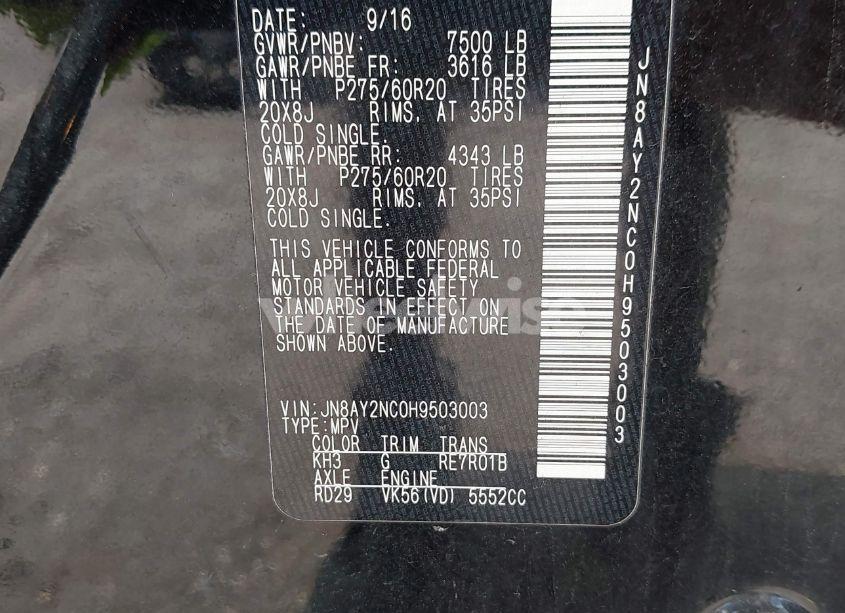 DATE: 9/16
GVWR/PNBV: 7500 LB
GAWR/PNBE FR: 3616 LB
WITH P275/60R20 TIRES
20X8J RIMS. AT 35PSI
COLD SINGLE.
GAWR/PNBE RR: 4343 LB
WITH P275/60R20 TIRES
20X8J RIMS. AT 35PSI
COLD SINGLE.
THIS VEHICLE CONFORMS TO
ALL APPLICABLE FEDERAL
MOTOR VEHICLE SAFETY
STANDARDS IN EFFECT ON
THE DATE OF MANUFACTURE
SHOWN ABOVE.
VIN:JN8AY2NC0H9503003
TYPE:MPV
COLOR TRIM TRANS
KH3 G RE7R01B
AXLE ENGINE
RD29 VK56(VD) 5552CC
JN8AY2NC0H9503003